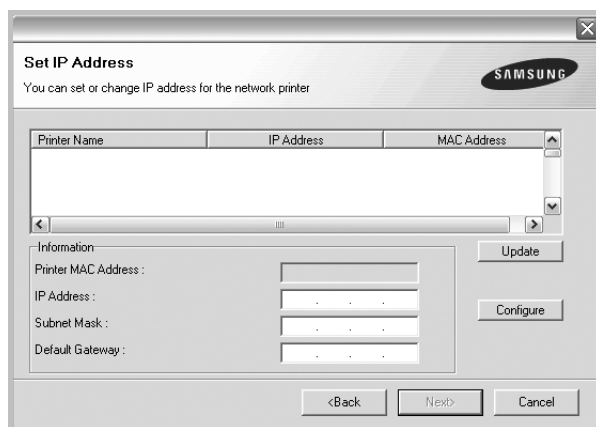 Set IP Address
You can set or change IP address for the network printer
SAMSUNG
Printer Name IP Address MAC Address
Information
Update
Printer MAC Address :
IP Address :
Configure
Subnet Mask :
Default Gateway :
<Back Next> Cancel